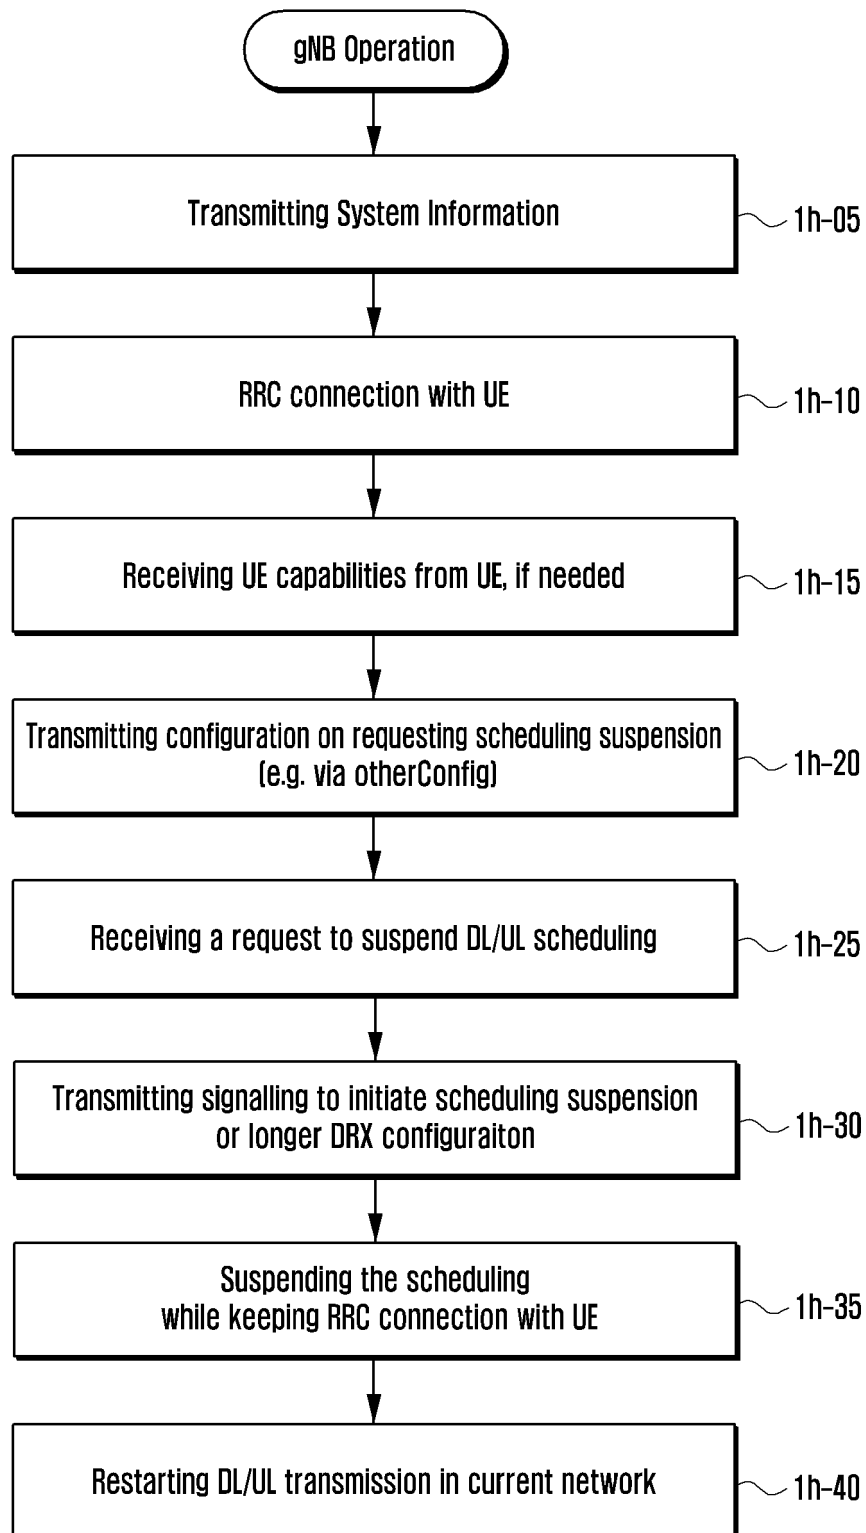 gNB Operation
Transmitting System Information
1h-05
RRC connection with UE
1h-10
Receiving UE capabilities from UE, if needed
1h-15
Transmitting configuration on requesting scheduling suspension
(e.g. via otherConfig)
1h-20
Receiving a request to suspend DL/UL scheduling
1h-25
Transmitting signalling to initiate scheduling suspension
or longer DRX configuraiton
1h-30
Suspending the scheduling
while keeping RRC connection with UE
1h-35
Restarting DL/UL transmission in current network
1h-40